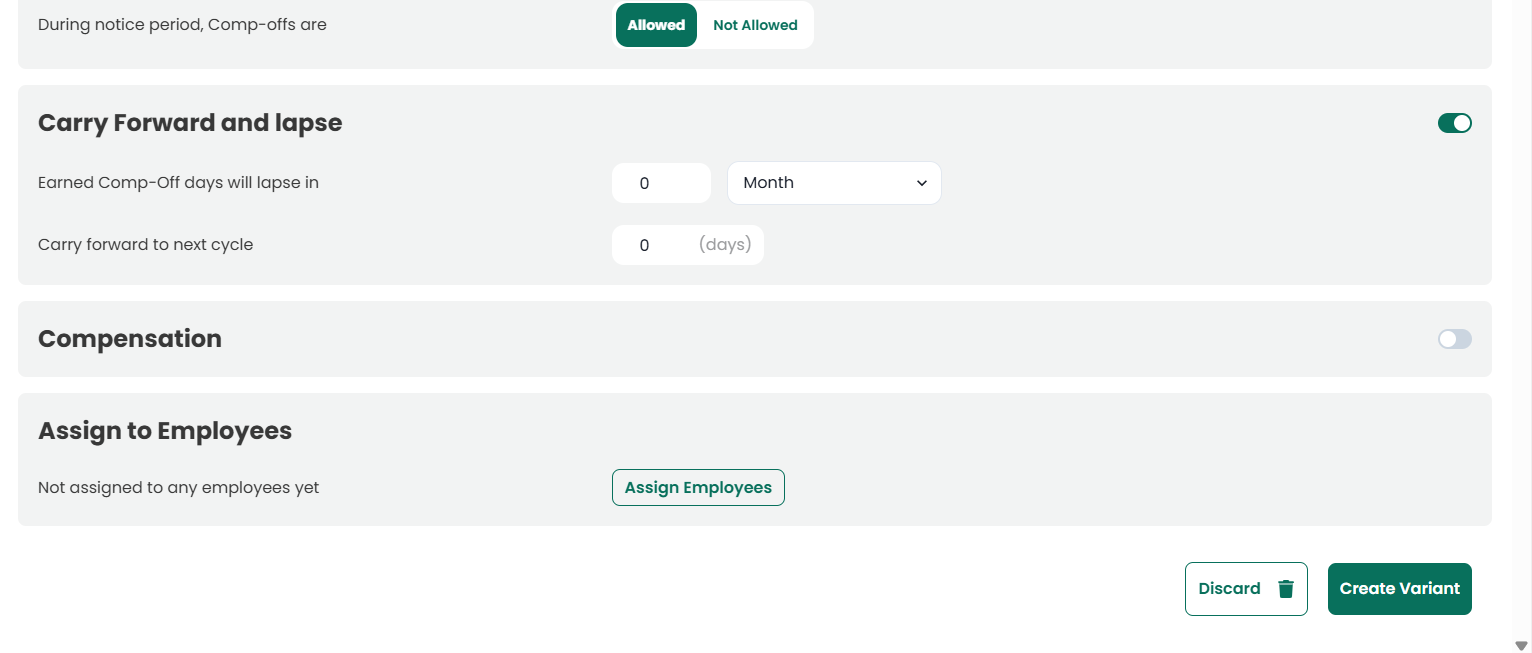 During notice period, Comp-offs are
Allowed Not Allowed
Carry Forward and lapse
Earned Comp-Off days will lapse in
0 Month
Carry forward to next cycle
0 (days)
Compensation
Assign to Employees
Not assigned to any employees yet
Assign Employees
Discard
Create Variant